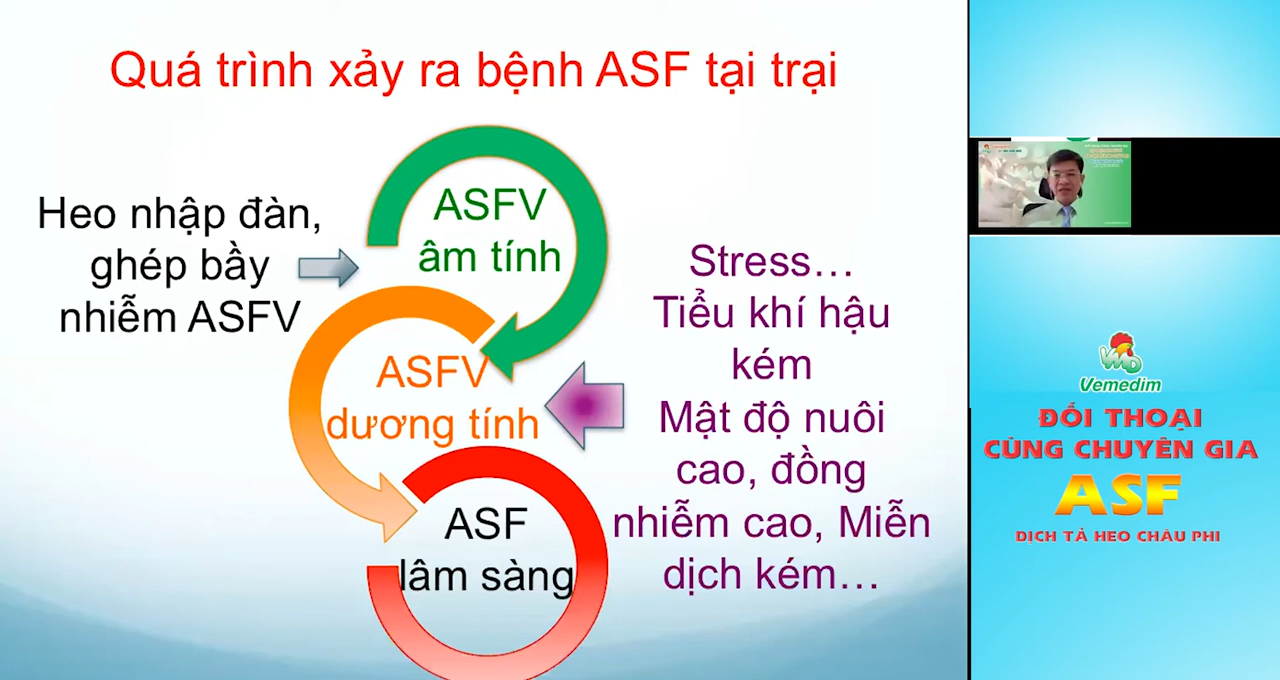 Quá trình xảy ra bệnh ASF tại trại
Heo nhập đàn,
ghép bầy
nhiễm ASFV
ASFV
âm tính
ASFV
dương tính
ASF
lâm sàng
Stress…
Tiểu khí hậu
kém
Mật độ nuôi
cao, đồng
nhiễm cao, Miễn
dịch kém…
VMD
Vemedim
ĐỐI THOẠI
CÙNG CHUYÊN GIA
ASF
DỊCH TẢ HEO CHÂU PHI